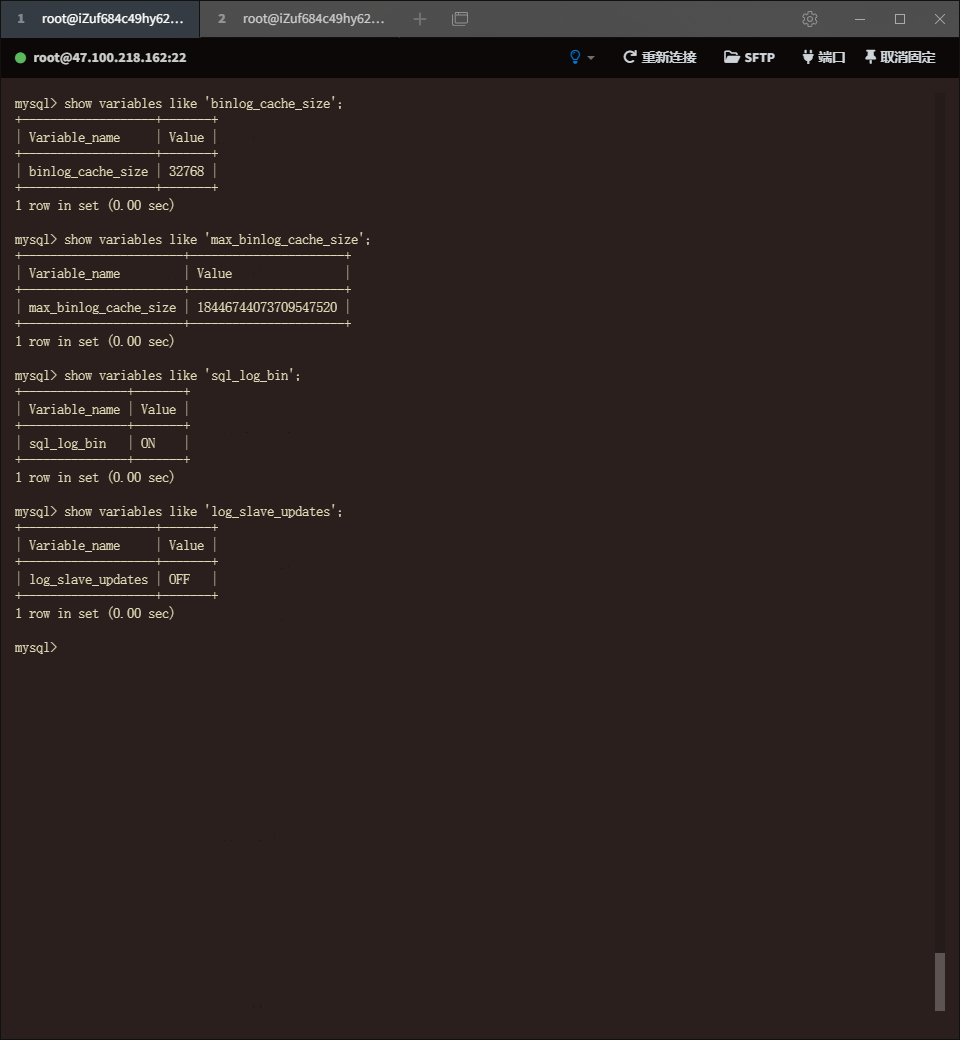 1 root@iZuf684c49hy62... 2 root@iZuf684c49hy62...
root@47.100.218.162:22 重新连接 SFTP 端口 取消固定
mysql> show variables like 'binlog_cache_size';
+-------------------+-------+
| Variable_name     | Value |
+-------------------+-------+
| binlog_cache_size | 32768 |
+-------------------+-------+
1 row in set (0.00 sec)
mysql> show variables like 'max_binlog_cache_size';
+-----------------------+----------------------+
| Variable_name         | Value                |
+-----------------------+----------------------+
| max_binlog_cache_size | 18446744073709547520 |
+-----------------------+----------------------+
1 row in set (0.00 sec)
mysql> show variables like 'sql_log_bin';
+---------------+-------+
| Variable_name | Value |
+---------------+-------+
| sql_log_bin   | ON    |
+---------------+-------+
1 row in set (0.00 sec)
mysql> show variables like 'log_slave_updates';
+-------------------+-------+
| Variable_name     | Value |
+-------------------+-------+
| log_slave_updates | OFF   |
+-------------------+-------+
1 row in set (0.00 sec)
mysql>